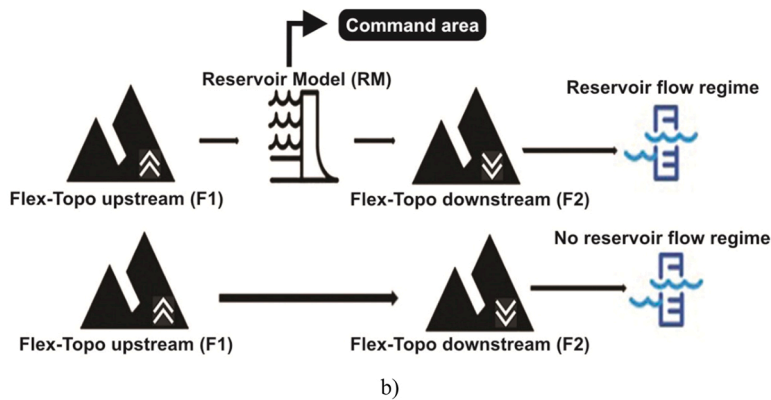 Command area
Reservoir Model (RM)
Reservoir flow regime
Flex-Topo upstream (F1)
Flex-Topo downstream (F2)
No reservoir flow regime
Flex-Topo upstream (F1)
Flex-Topo downstream (F2)
b)